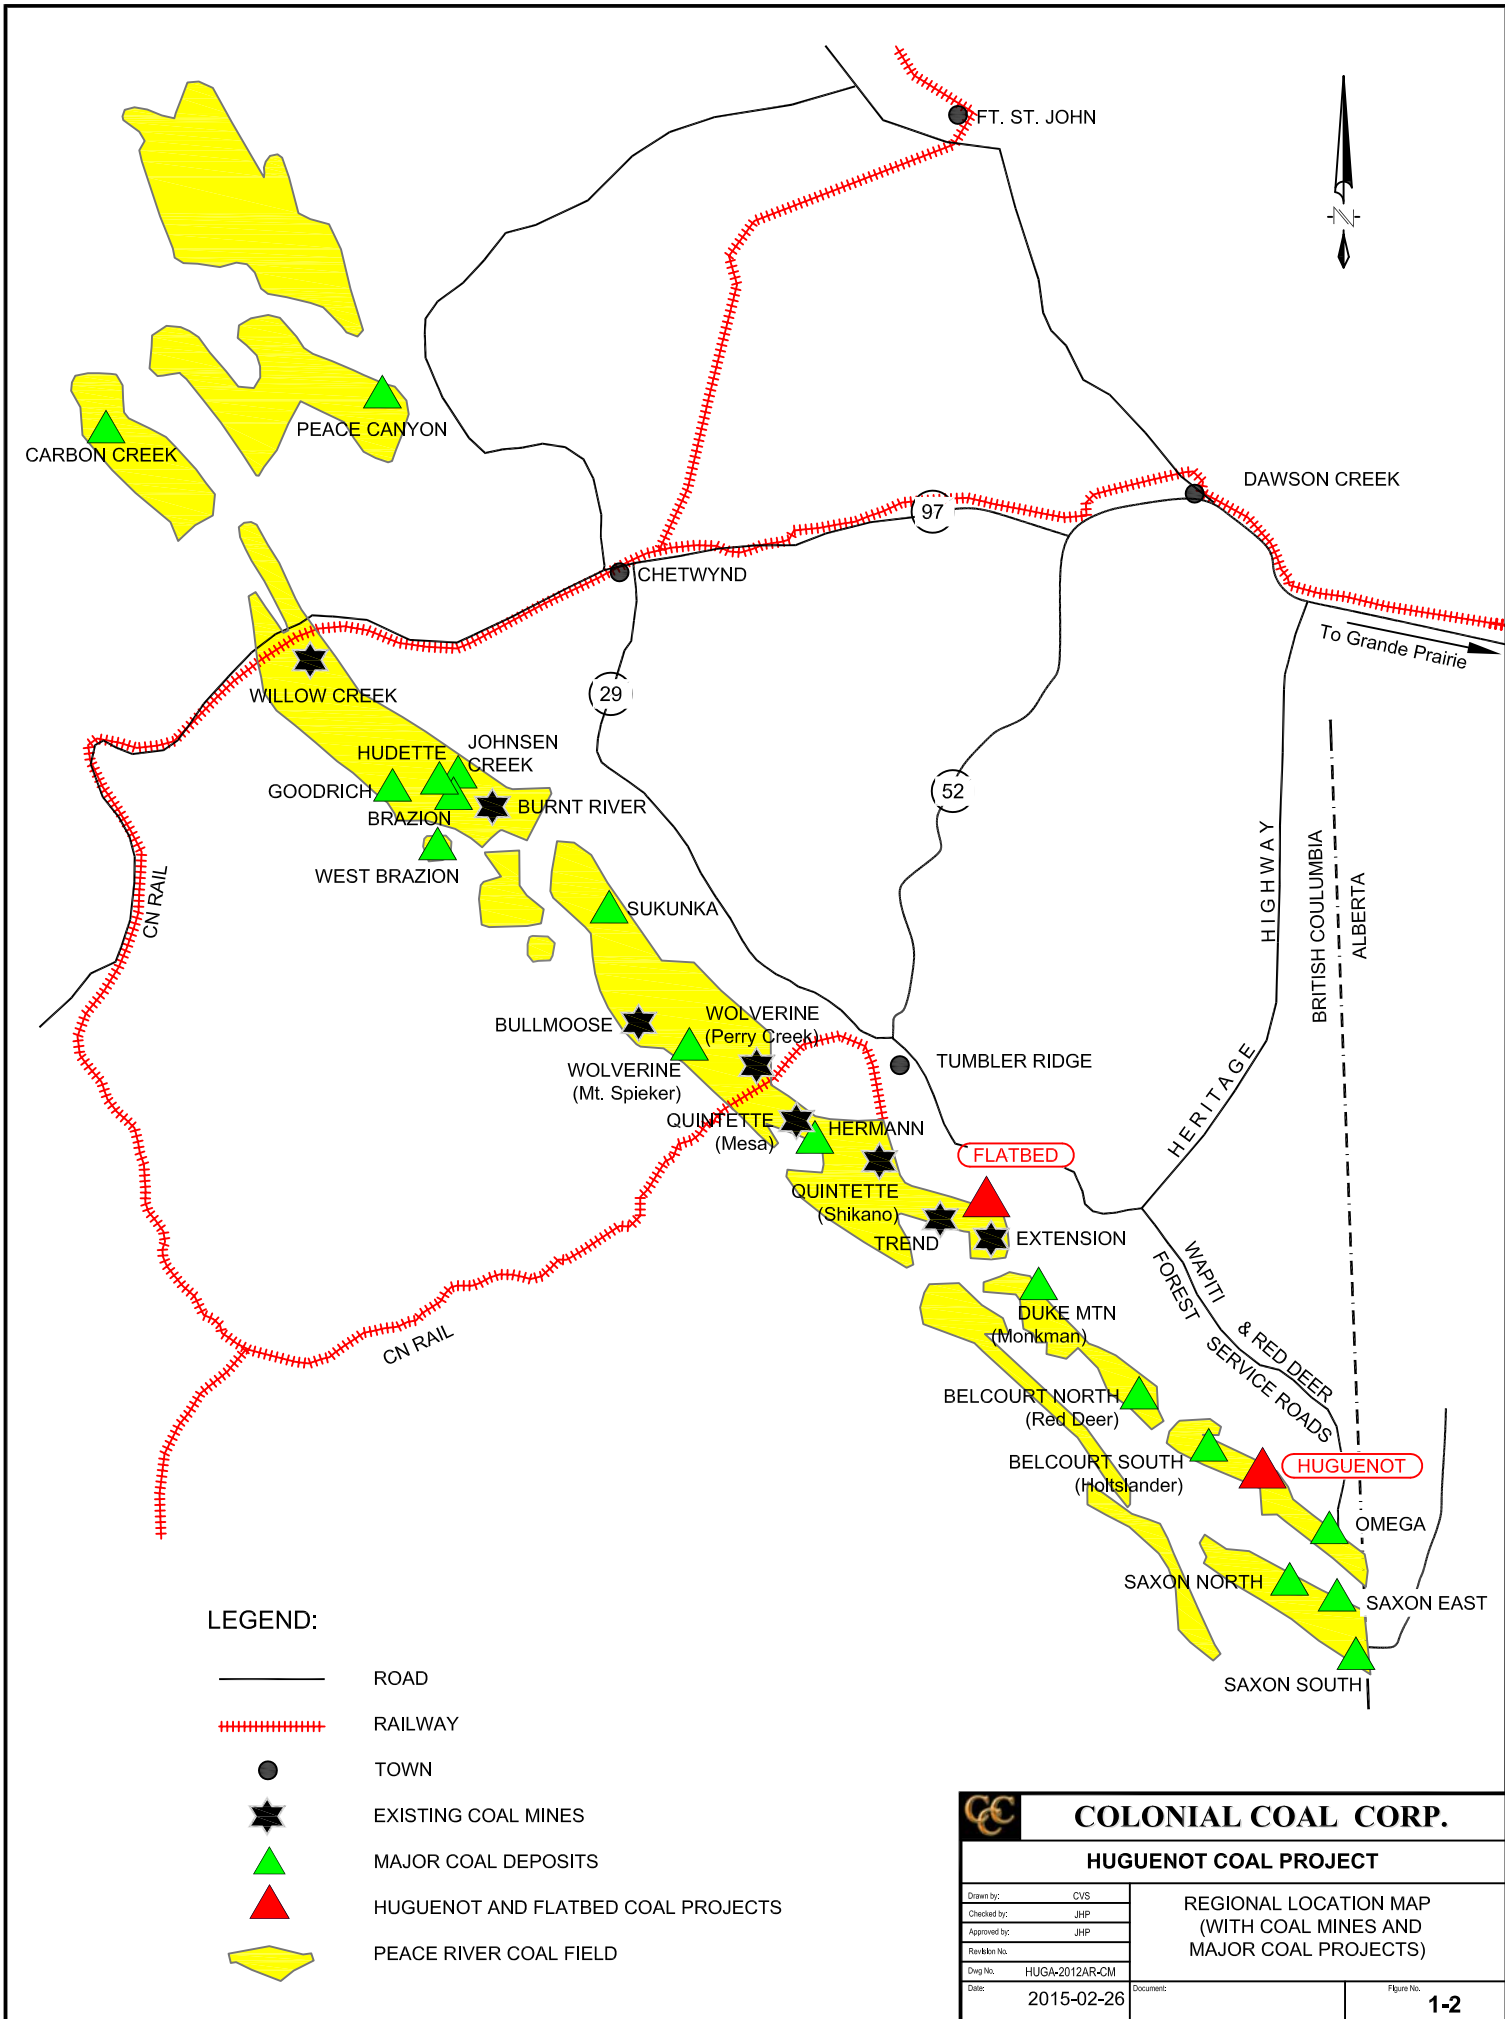 FT. ST. JOHN
N
PEACE CANYON
CARBON CREEK
DAWSON CREEK
97
CHETWYND
To Grande Prairie
WILLOW CREEK
29
HUDETTE
JOHNSEN
CREEK
GOODRICH
BRAZION
BURNT RIVER
52
WEST BRAZION
CN RAIL
HIGHWAY
HERITAGE
BRITISH COULUMBIA
ALBERTA
SUKUNKA
BULLMOOSE
WOLVERINE
(Perry Creek)
WOLVERINE
(Mt. Spieker)
TUMBLER RIDGE
QUINTETTE
(Mesa)
HERMANN
FLATBED
QUINTETTE
(Shikano)
TREND
EXTENSION
WAPITI
FOREST
& RED DEER
SERVICE ROADS
DUKE MTN
(Monkman)
CN RAIL
BELCOURT NORTH
(Red Deer)
BELCOURT SOUTH
(Holtslander)
HUGUENOT
OMEGA
SAXON NORTH
SAXON EAST
SAXON SOUTH
LEGEND:
ROAD
RAILWAY
TOWN
EXISTING COAL MINES
MAJOR COAL DEPOSITS
HUGUENOT AND FLATBED COAL PROJECTS
PEACE RIVER COAL FIELD
CCC
COLONIAL COAL CORP.
HUGUENOT COAL PROJECT
Drawn by: CVS
Checked by: JHP
Approved by: JHP
Revision No.
Dwg No. HUGA-2012AR-CM
Date: 2015-02-26
REGIONAL LOCATION MAP
(WITH COAL MINES AND
MAJOR COAL PROJECTS)
Document:
Figure No.
1-2